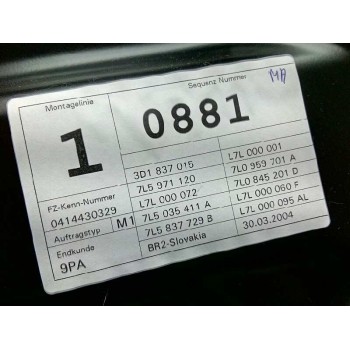 Montagelinie
1
Sequenz Nummer
0881
FZ-Kenn-Nummer
0414430329
Auftragstyp M1
Endkunde
9PA
3D1 837 015 L7L 000 001
7L5 971 120 7L0 959 701 A
L7L 000 072 7L0 845 201 D
7L5 035 411 A L7L 000 060 F
7L5 837 729 B L7L 000 095 AL
BR2-Slovakia 30.03.2004